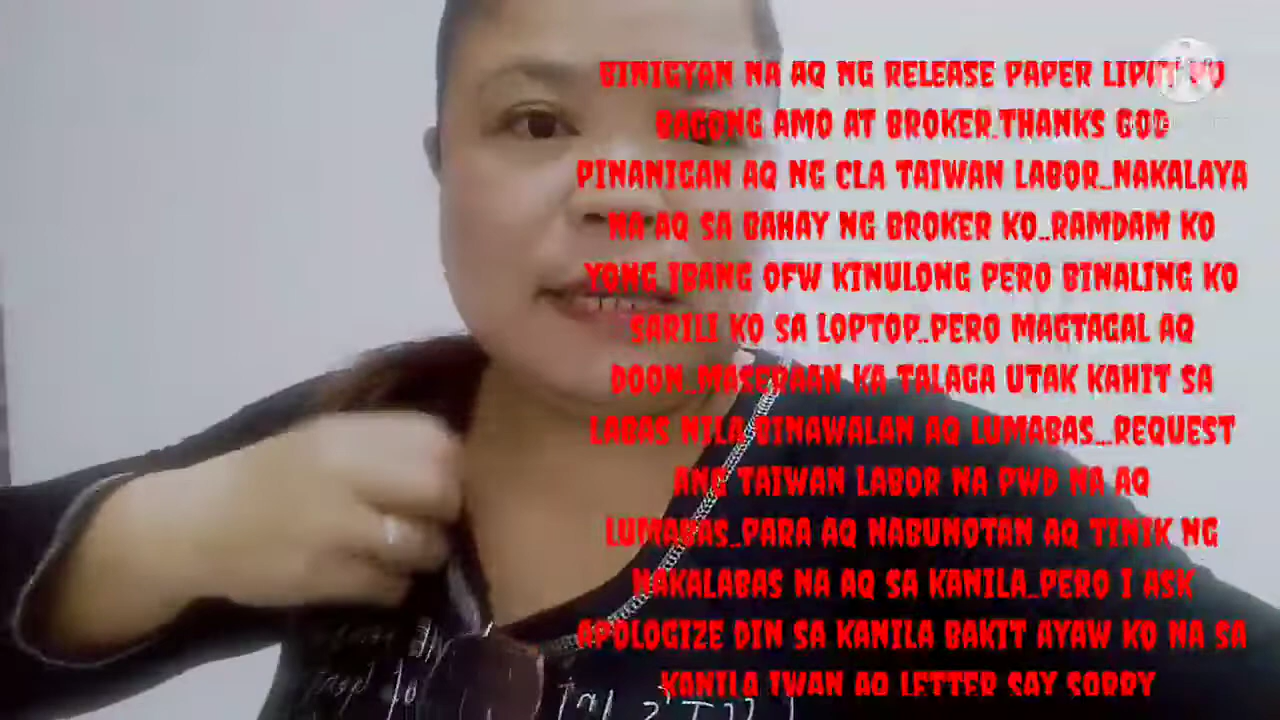 BINIGYAN NA AQ NG RELEASE PAPER LIPAT KO
BAGONG AMO AT BROKER.THANKS GOD
PINANIGAN AQ NG CLA TAIWAN LABOR..NAKALAYA
NA AQ SA BAHAY NG BROKER KO..RAMDAM KO
YONG IBANG OFW KINULONG PERO BINALING KO
SARILI KO SA LOPTOP..PERO MAGTAGAL AQ
DOON..MASERAAN KA TALAGA UTAK KAHIT SA
LABAS NILA BINAWALAN AQ LUMABAS...REQUEST
ANG TAIWAN LABOR NA PWD NA AQ
LUMABAS..PARA AQ NABUNOTAN AQ TINIK NG
NAKALABAS NA AQ SA KANILA..PERO I ASK
APOLOGIZE DIN SA KANILA BAKIT AYAW KO NA SA
KANILA IWAN AQ LETTER SAY SORRY